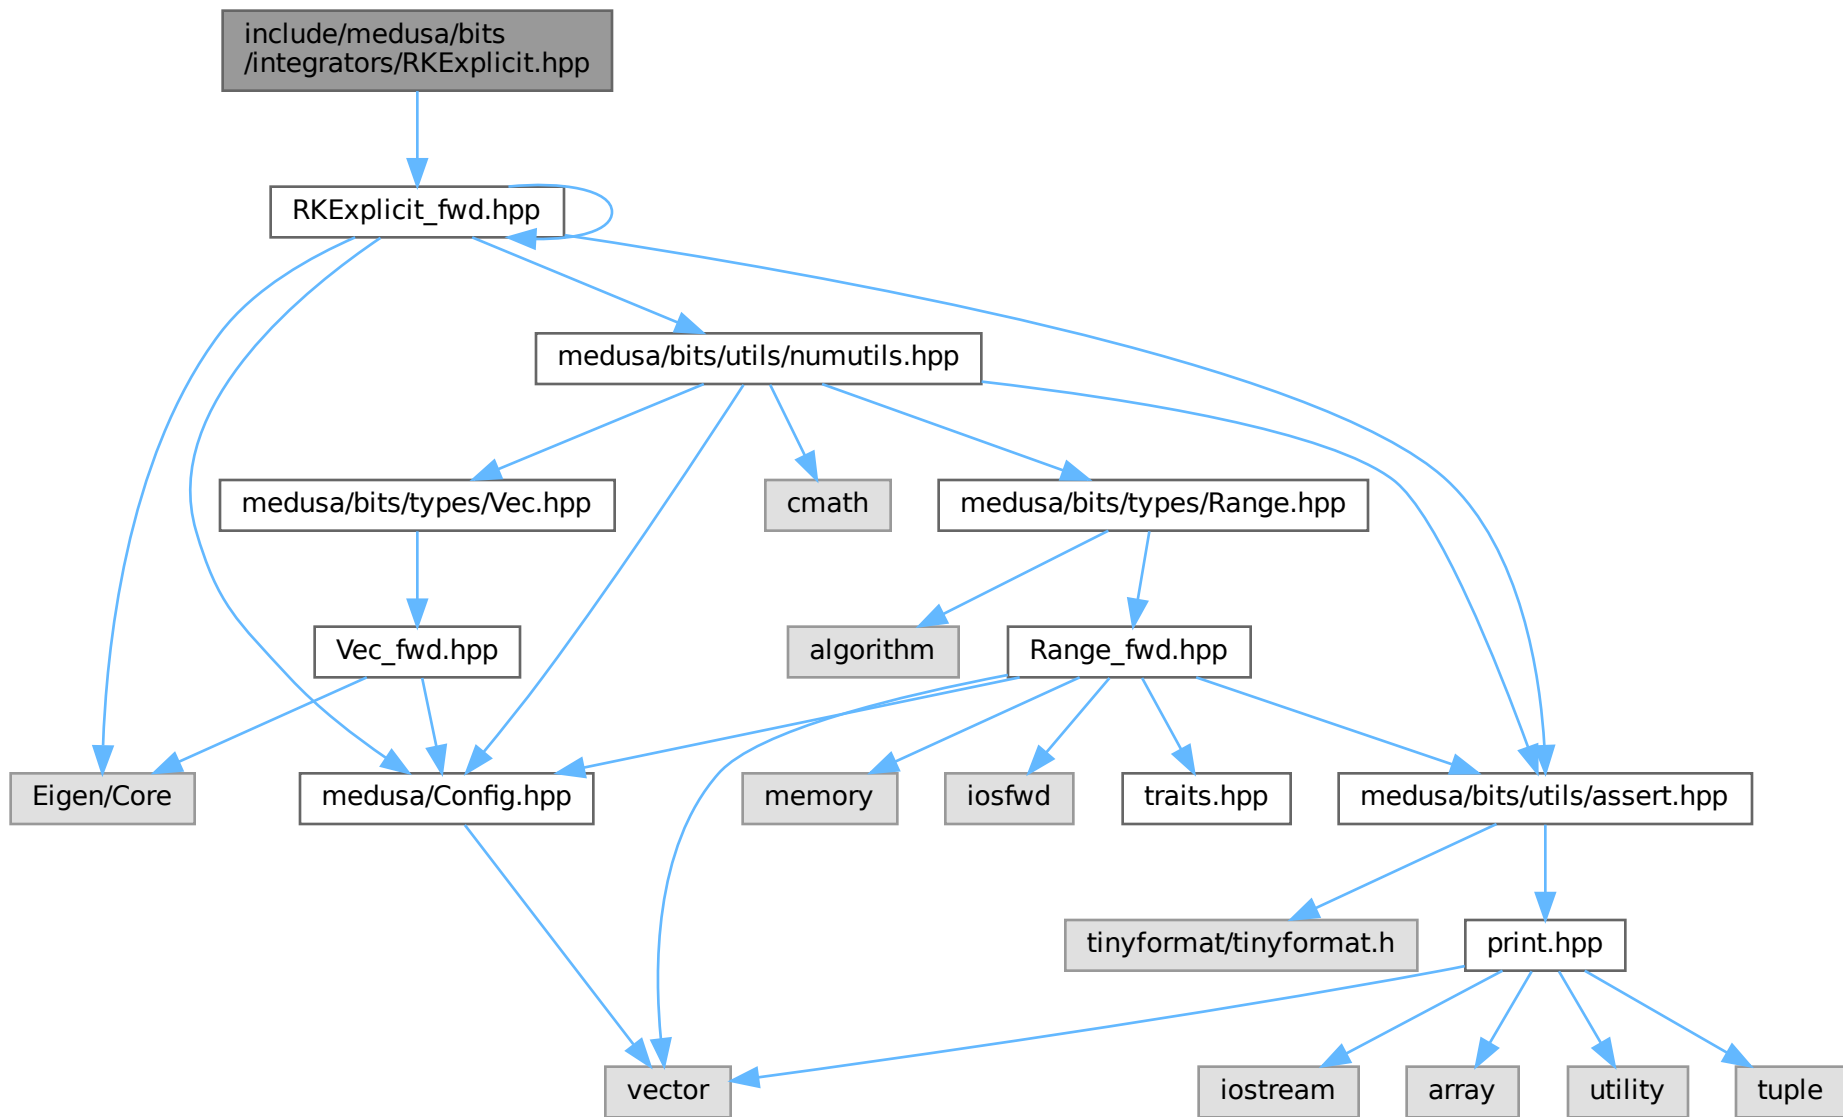 include/medusa/bits
/integrators/RKExplicit.hpp
RKExplicit_fwd.hpp
medusa/bits/utils/numutils.hpp
medusa/bits/types/Vec.hpp
cmath
medusa/bits/types/Range.hpp
Vec_fwd.hpp
algorithm
Range_fwd.hpp
Eigen/Core
medusa/Config.hpp
memory
iosfwd
traits.hpp
medusa/bits/utils/assert.hpp
tinyformat/tinyformat.h
print.hpp
vector
iostream
array
utility
tuple